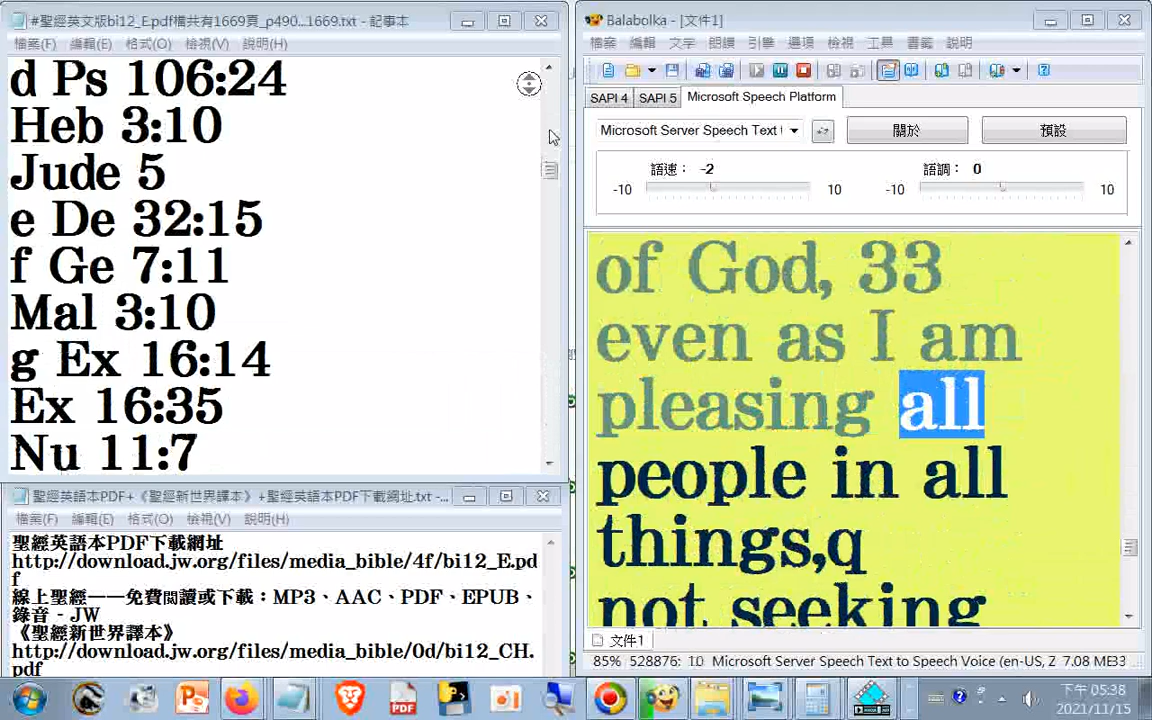 #聖經英文版bi12_E.pdf橫共有1669頁_p490...1669.txt - 記事本
檔案(F) 編輯(E) 格式(O) 檢視(V) 說明(H)
d Ps 106:24
Heb 3:10
Jude 5
e De 32:15
f Ge 7:11
Mal 3:10
g Ex 16:14
Ex 16:35
Nu 11:7
聖經英語本PDF+《聖經新世界譯本》+聖經英語本PDF下載網址.txt - ...
檔案(F) 編輯(E) 格式(O) 檢視(V) 說明(H)
聖經英語本PDF下載網址
http://download.jw.org/files/media_bible/4f/bi12_E.pd
f
線上聖經——免費閱讀或下載：MP3、AAC、PDF、EPUB、
錄音 - JW
《聖經新世界譯本》
http://download.jw.org/files/media_bible/0d/bi12_CH.
pdf
Balabolka - [文件1]
檔案 編輯 文字 朗讀 引擎 選項 檢視 工具 書籤 說明
SAPI 4 SAPI 5 Microsoft Speech Platform
Microsoft Server Speech Text 關於 預設
語速： -2 語調： 0
-10 10 -10 10
of God, 33
even as I am
pleasing all
people in all
things,q
not seeking
文件1
85% 528876: 10 Microsoft Server Speech Text to Speech Voice (en-US, Z 7.08 ME33
下午 05:38
2021/11/15